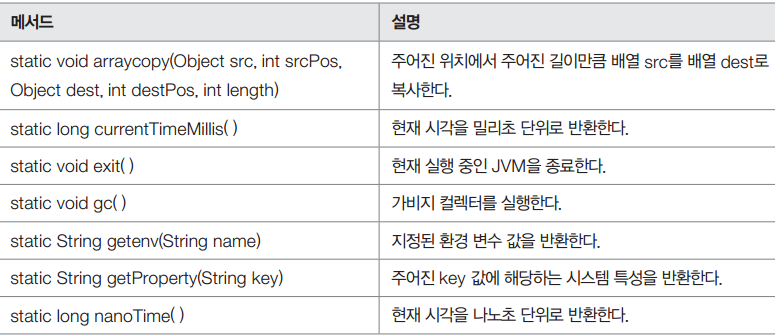 메서드 설명
static void arraycopy(Object src, int srcPos, 주어진 위치에서 주어진 길이만큼 배열 src를 배열 dest로
Object dest, int destPos, int length) 복사한다.
static long currentTimeMillis( ) 현재 시각을 밀리초 단위로 반환한다.
static void exit( ) 현재 실행 중인 JVM을 종료한다.
static void gc( ) 가비지 컬렉터를 실행한다.
static String getenv(String name) 지정된 환경 변수 값을 반환한다.
static String getProperty(String key) 주어진 key 값에 해당하는 시스템 특성을 반환한다.
static long nanoTime( ) 현재 시각을 나노초 단위로 반환한다.